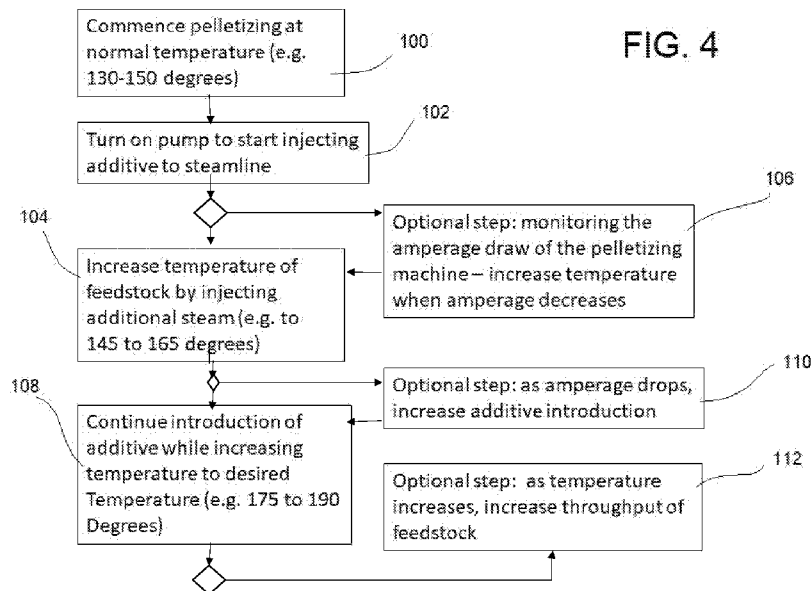 Commence pelletizing at
normal temperature (e.g.
130-150 degrees)
100
FIG. 4
Turn on pump to start injecting
additive to steamline
102
104
Increase temperature of
feedstock by injecting
additional steam (e.g. to
145 to 165 degrees)
106
Optional step: monitoring the
amperage draw of the pelletizing
machine – increase temperature
when amperage decreases
108
Continue introduction of
additive while increasing
temperature to desired
Temperature (e.g. 175 to 190
Degrees)
110
Optional step: as amperage drops,
increase additive introduction
112
Optional step: as temperature
increases, increase throughput of
feedstock